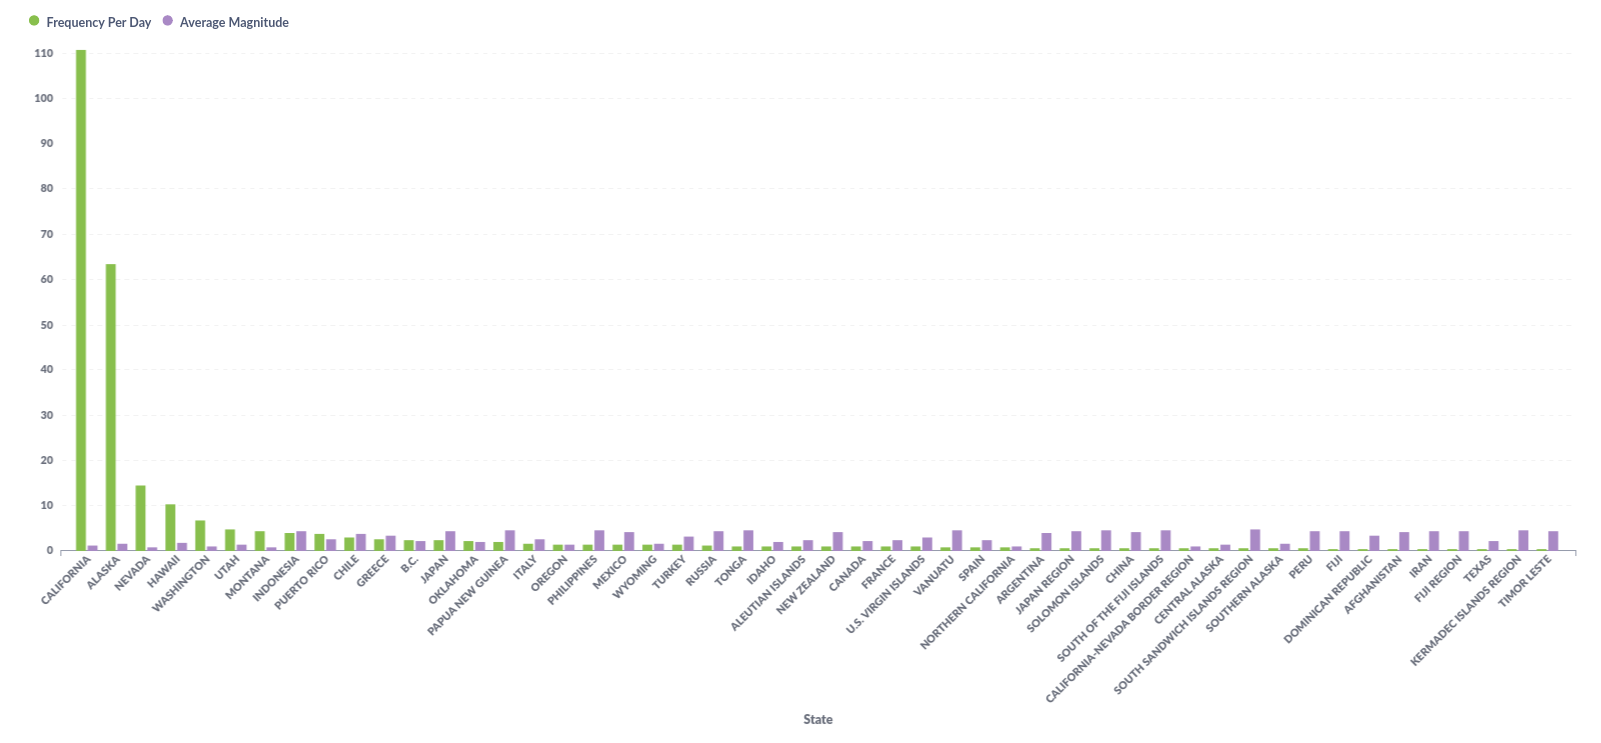 Frequency Per Day Average Magnitude
110
100
90
80
70
60
50
40
30
20
10
0
CALIFORNIA
ALASKA
NEVADA
HAWAII
WASHINGTON
UTAH
MONTANA
INDONESIA
PUERTO RICO
CHILE
GREECE
B.C.
JAPAN
OKLAHOMA
PAPUA NEW GUINEA
ITALY
OREGON
PHILIPPINES
MEXICO
WYOMING
TURKEY
RUSSIA
TONGA
IDAHO
ALEUTIAN ISLANDS
NEW ZEALAND
CANADA
FRANCE
U.S. VIRGIN ISLANDS
VANUATU
SPAIN
NORTHERN CALIFORNIA
ARGENTINA
JAPAN REGION
SOLOMON ISLANDS
CHINA
SOUTH OF THE FIJI ISLANDS
CALIFORNIA-NEVADA BORDER REGION
CENTRAL ALASKA
SOUTH SANDWICH ISLANDS REGION
SOUTHERN ALASKA
PERU
FIJI
DOMINICAN REPUBLIC
AFGHANISTAN
IRAN
FIJI REGION
TEXAS
KERMADEC ISLANDS REGION
TIMOR LESTE
State